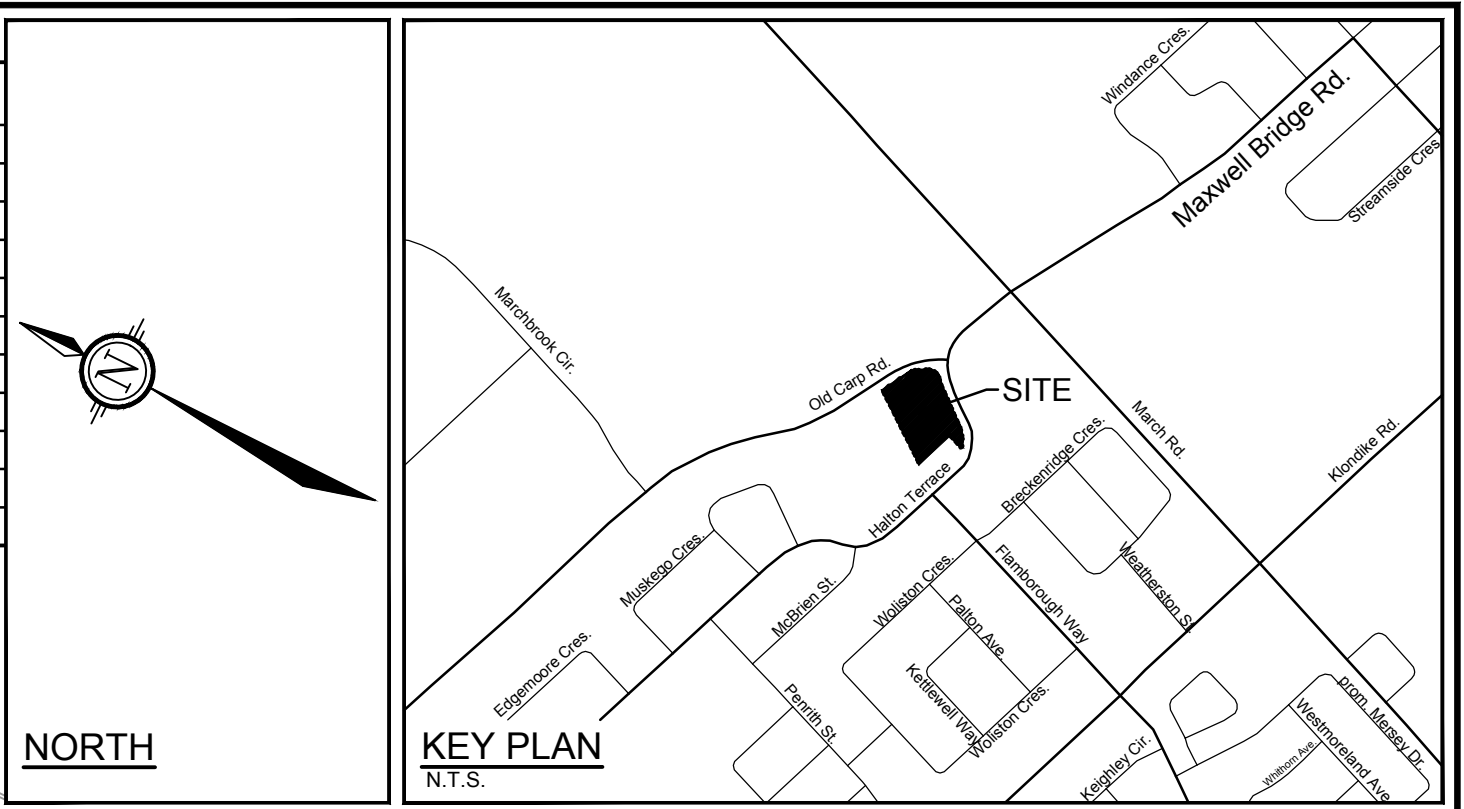 N
NORTH
KEY PLAN
N.T.S.
Windance Cres.
Maxwell Bridge Rd.
Streamside Cres.
Marchbrook Cir.
Old Carp Rd.
SITE
March Rd.
Klondike Rd.
Breckenridge Cres.
Halton Terrace
Muskego Cres.
McBrien St.
Woliston Cres.
Flamborough Way
Weatherston St.
Palton Ave.
Edgemoore Cres.
Kettlewell Way
Woliston Cres.
Penrith St.
prom. Mersey Dr.
Westmoreland Ave
Whithorn Ave.
Keighley Cir.